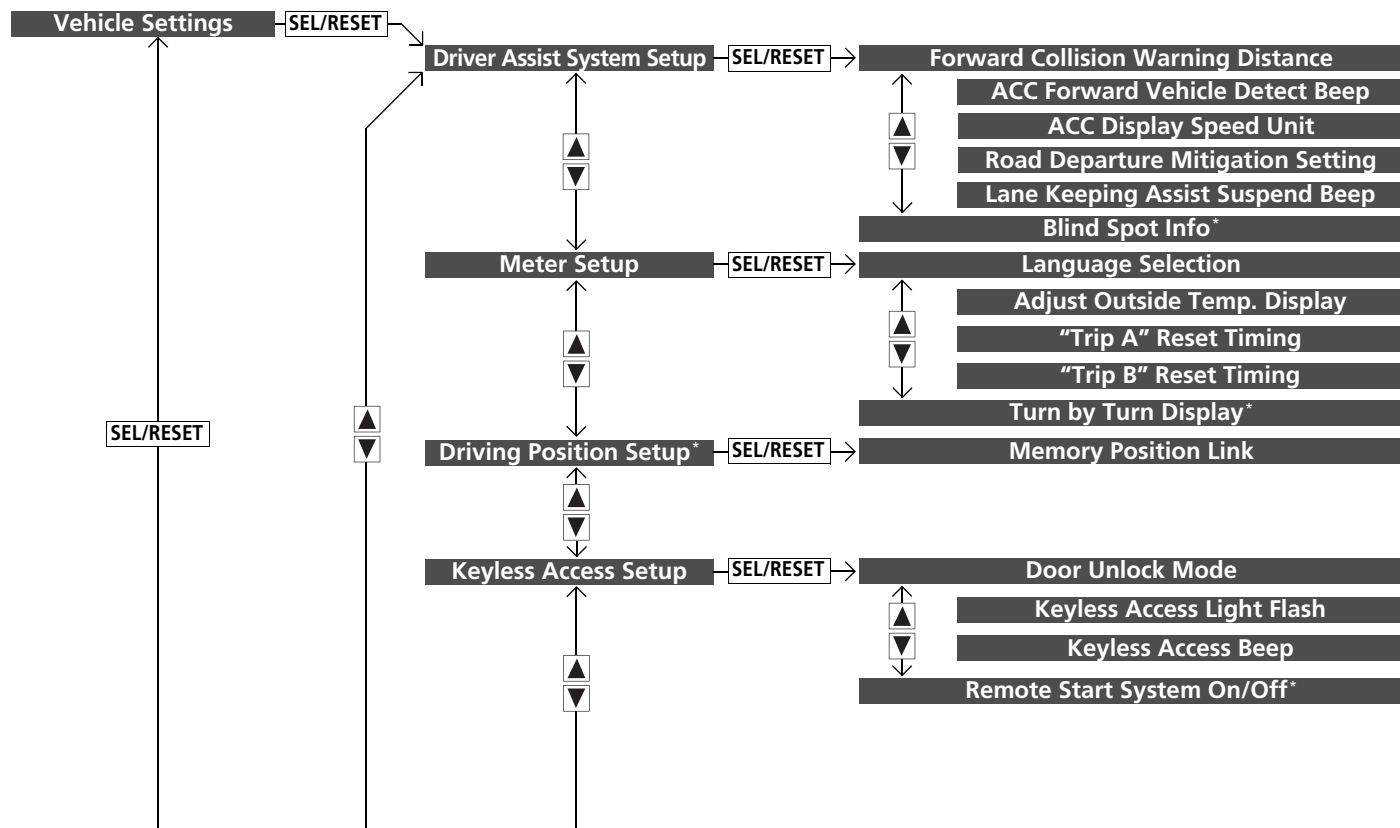 Vehicle Settings
SEL/RESET
Driver Assist System Setup
SEL/RESET
Forward Collision Warning Distance
ACC Forward Vehicle Detect Beep
ACC Display Speed Unit
Road Departure Mitigation Setting
Lane Keeping Assist Suspend Beep
Blind Spot Info*
Meter Setup
SEL/RESET
Language Selection
Adjust Outside Temp. Display
“Trip A” Reset Timing
“Trip B” Reset Timing
Turn by Turn Display*
SEL/RESET
Driving Position Setup*
SEL/RESET
Memory Position Link
Keyless Access Setup
SEL/RESET
Door Unlock Mode
Keyless Access Light Flash
Keyless Access Beep
Remote Start System On/Off*